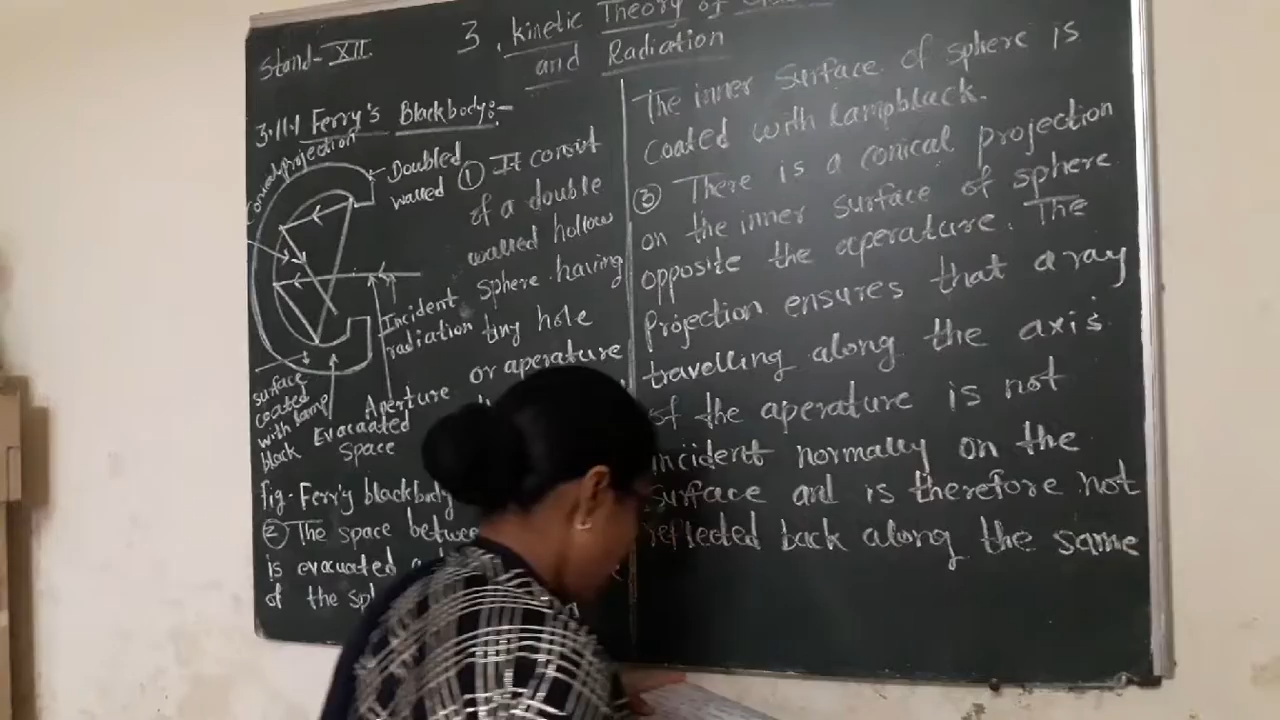 Stand-XII
3. Kinetic Theory of
and Radiation
3.11.1 Ferry's Blackbody:-
Conical projection
Doubled
walled
Incident
radiation
Aperture
Evacuated
Space
surface
coated
with lamp
black
fig- Ferry's blackbody
① It consist
of a double
walled hollow
sphere having
tiny hole
or aperature
② The space betwee
is evacuated
of the sp
The inner surface of sphere is
coated with Lampblack.
③ There is a conical projection
on the inner surface of sphere
opposite the aperature. The
Projection ensures that a ray
travelling along the axis
of the aperature is not
incident normally on the
surface and is therefore not
reflected back along the same